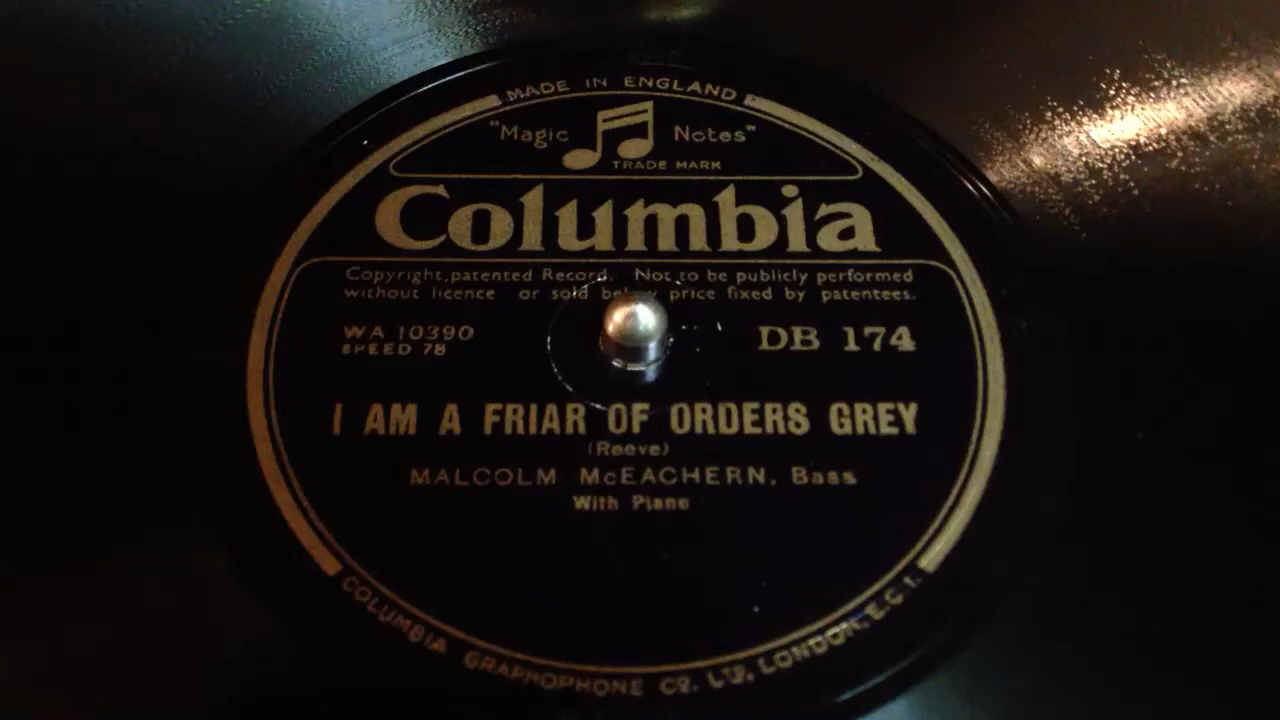 MADE IN ENGLAND
"Magic Notes"
TRADE MARK
Columbia
Copyright, patented Record. Not to be publicly performed
without licence or sold below price fixed by patentees.
WA 10390
SPEED 78
DB 174
I AM A FRIAR OF ORDERS GREY
(Reeve)
MALCOLM McEACHERN, Bass
With Piano
COLUMBIA GRAPHOPHONE CO. LTD, LONDON, E.C.1.